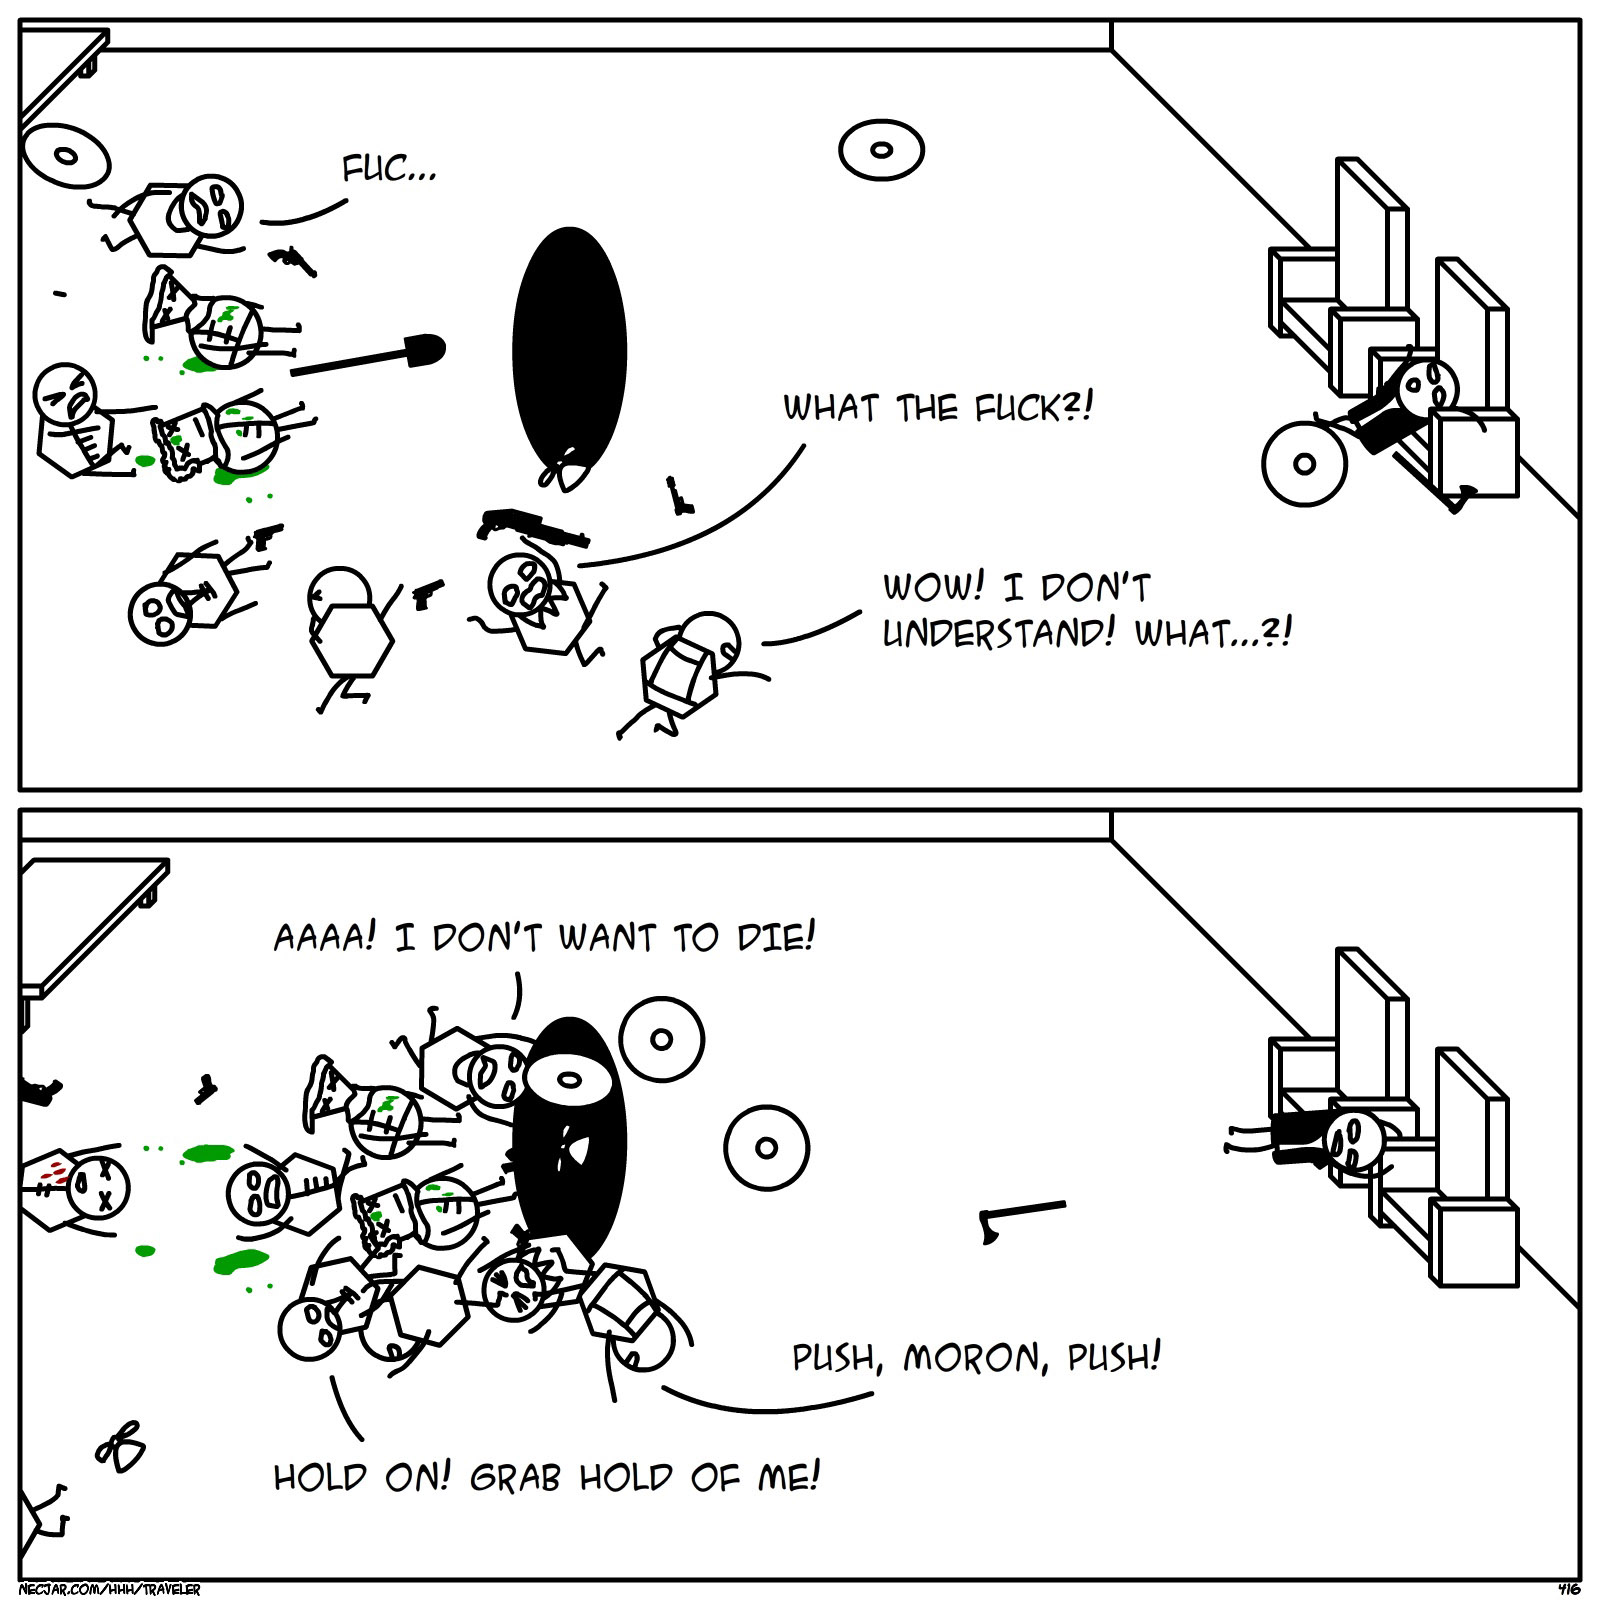 FUC...
WHAT THE FUCK?!
WOW! I DON'T
UNDERSTAND! WHAT...?!
AAAA! I DON'T WANT TO DIE!
PUSH, MORON, PUSH!
HOLD ON! GRAB HOLD OF ME!
NECJAR.COM/HHH/TRAVELER
416